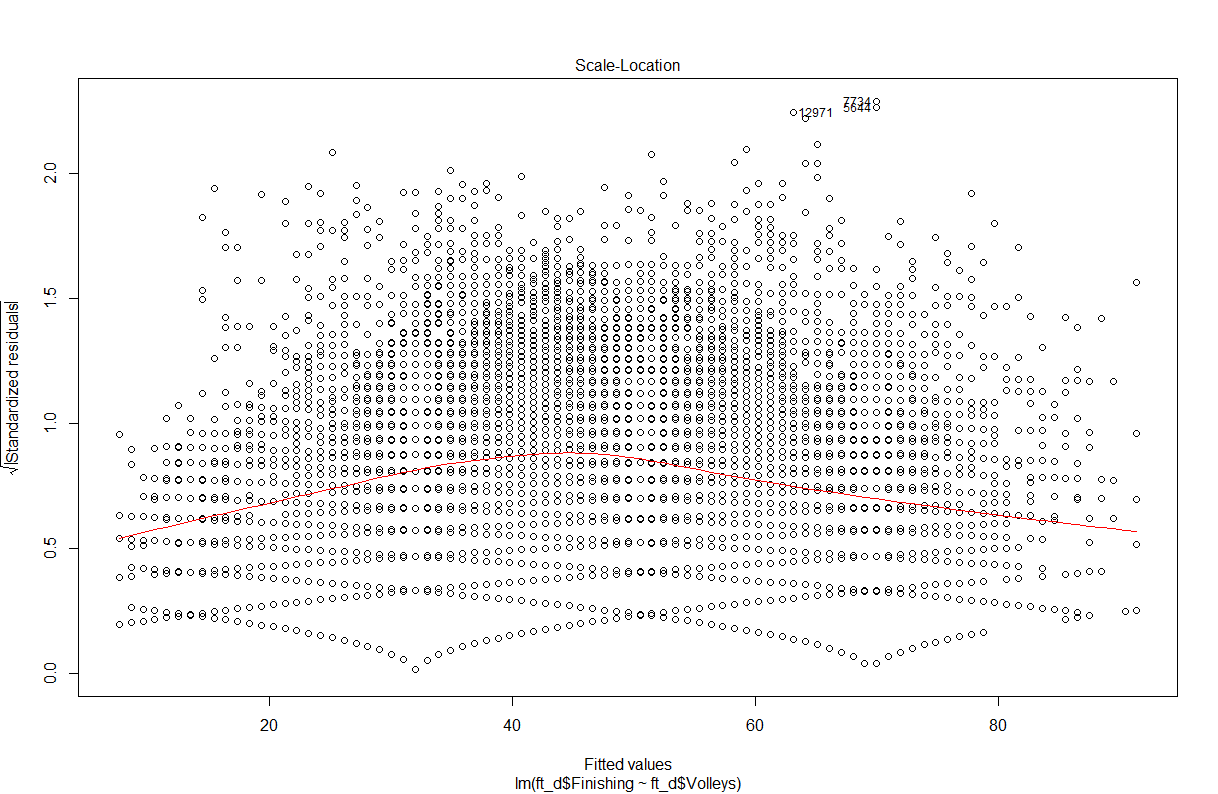 Scale-Location
7734
5644
12971
√|Standardized residuals|
0.0 0.5 1.0 1.5 2.0
20 40 60 80
Fitted values
lm(ft_d$Finishing ~ ft_d$Volleys)